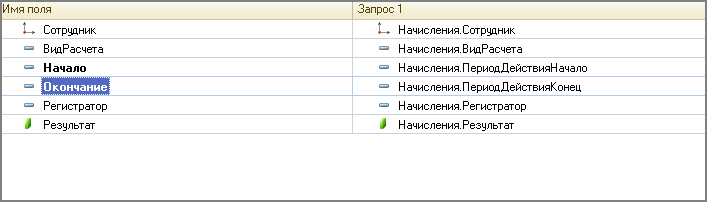 Имя поля Запрос 1
Сотрудник Начисления.Сотрудник
ВидРасчета Начисления.ВидРасчета
Начало Начисления.ПериодДействияНачало
Окончание Начисления.ПериодДействияКонец
Регистратор Начисления.Регистратор
Результат Начисления.Результат